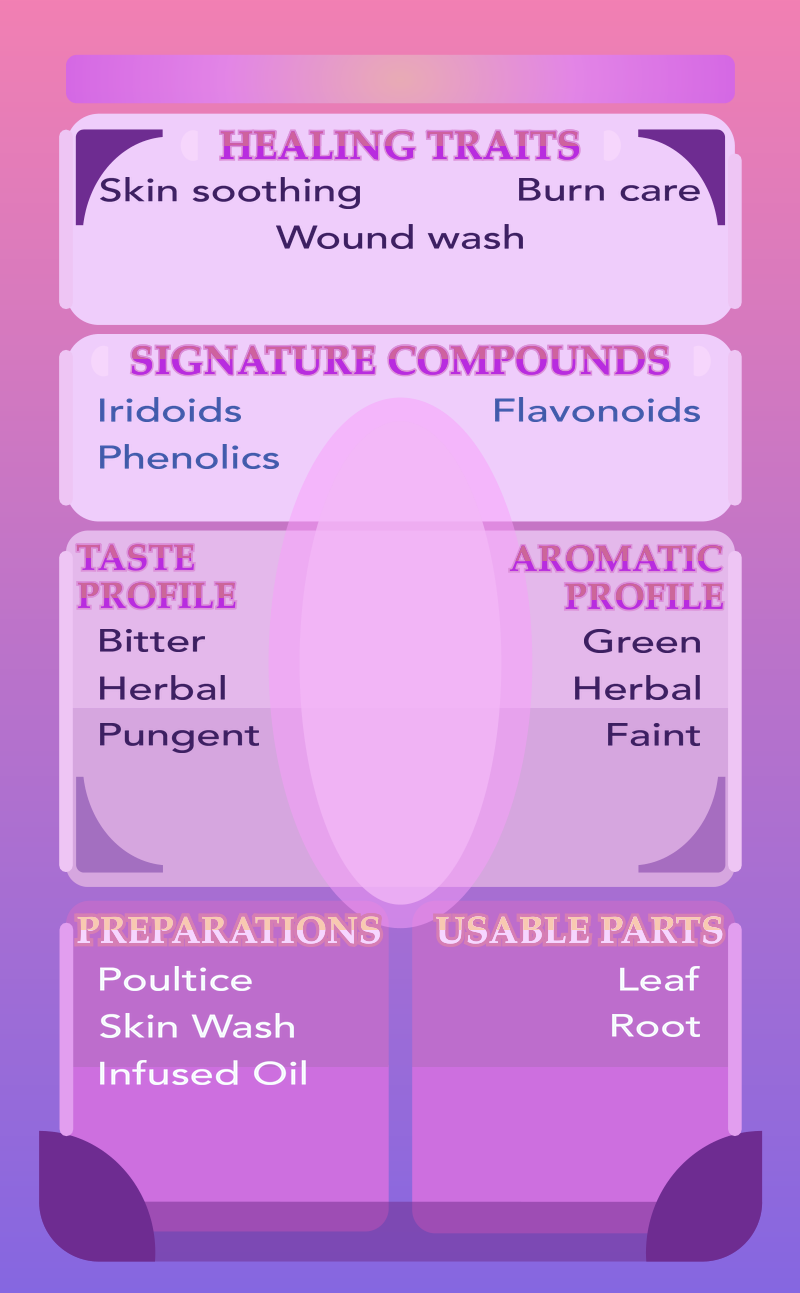 HEALING TRAITS
Skin soothing Burn care
Wound wash
SIGNATURE COMPOUNDS
Iridoids Flavonoids
Phenolics
TASTE PROFILE
Bitter
Herbal
Pungent
AROMATIC PROFILE
Green
Herbal
Faint
PREPARATIONS
Poultice
Skin Wash
Infused Oil
USABLE PARTS
Leaf
Root